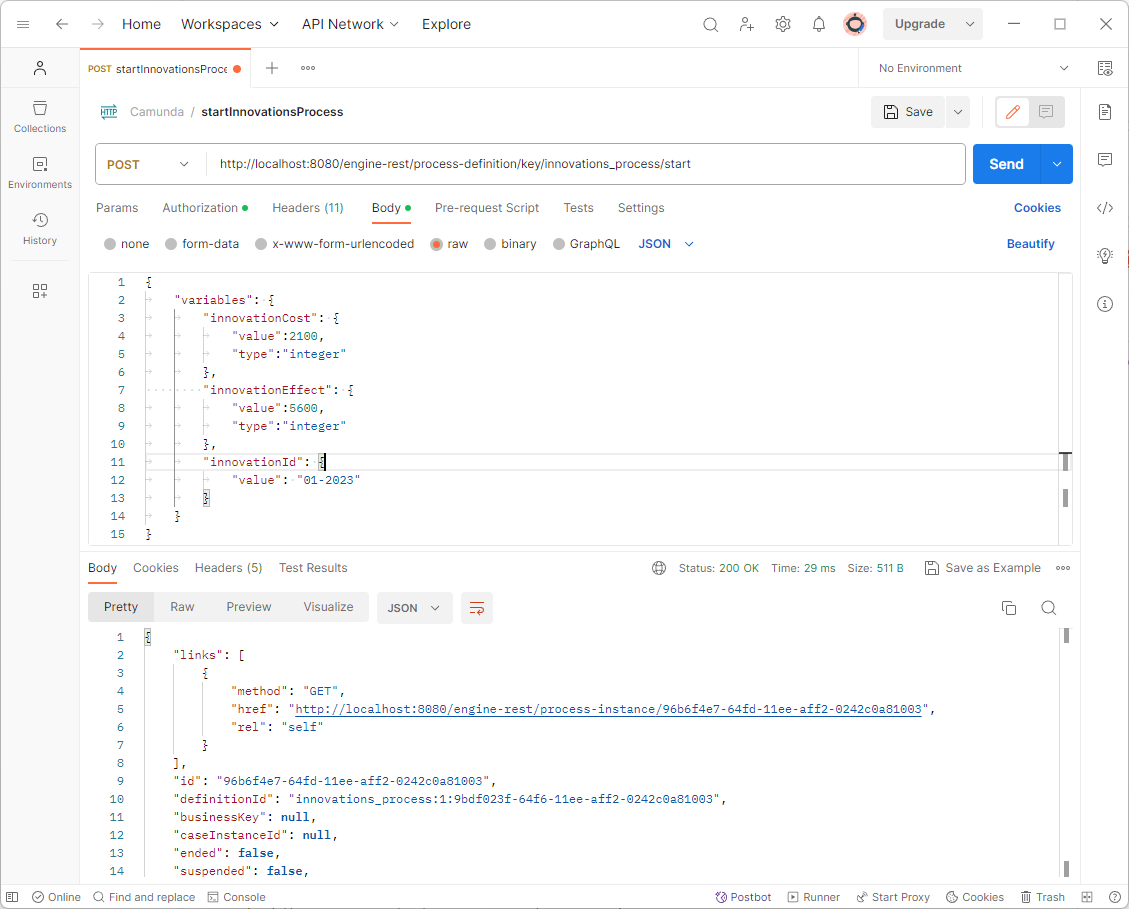 Home Workspaces API Network Explore Upgrade
POST startInnovationsProce No Environment
Collections
Environments
History
Camunda / startInnovationsProcess Save
POST http://localhost:8080/engine-rest/process-definition/key/innovations_process/start Send
Params Authorization Headers (11) Body Pre-request Script Tests Settings Cookies
none form-data x-www-form-urlencoded raw binary GraphQL JSON Beautify
1 {
2 "variables": {
3 "innovationCost": {
4 "value":2100,
5 "type":"integer"
6 },
7 "innovationEffect": {
8 "value":5600,
9 "type":"integer"
10 },
11 "innovationId": {
12 "value": "01-2023"
13 }
14 }
15 }
Body Cookies Headers (5) Test Results Status: 200 OK Time: 29 ms Size: 511 B Save as Example
Pretty Raw Preview Visualize JSON
1 {
2 "links": [
3 {
4 "method": "GET",
5 "href": "http://localhost:8080/engine-rest/process-instance/96b6f4e7-64fd-11ee-aff2-0242c0a81003",
6 "rel": "self"
7 }
8 ],
9 "id": "96b6f4e7-64fd-11ee-aff2-0242c0a81003",
10 "definitionId": "innovations_process:1:9bdf023f-64f6-11ee-aff2-0242c0a81003",
11 "businessKey": null,
12 "caseInstanceId": null,
13 "ended": false,
14 "suspended": false,
Online Find and replace Console Postbot Runner Start Proxy Cookies Trash